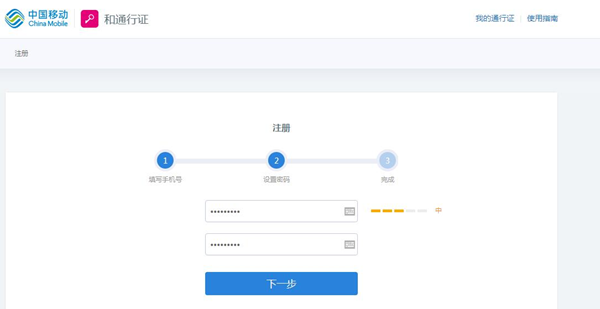 中国移动
China Mobile
和通行证
我的通行证 | 使用指南
注册
注册
1 2 3
填写手机号 设置密码 完成
••••••••• 中
•••••••••
下一步